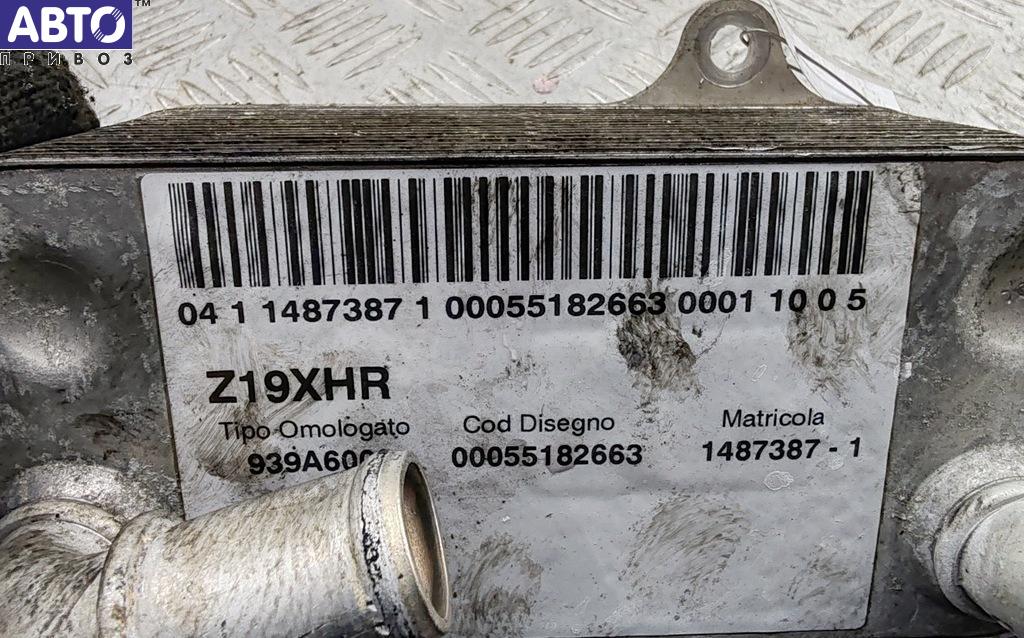 АВТО™
ПРИВОЗ
04 1 1487387 1 00055182663 0001 10 0 5
Z19XHR
Tipo Omologato Cod Disegno Matricola
00055182663 1487387 - 1